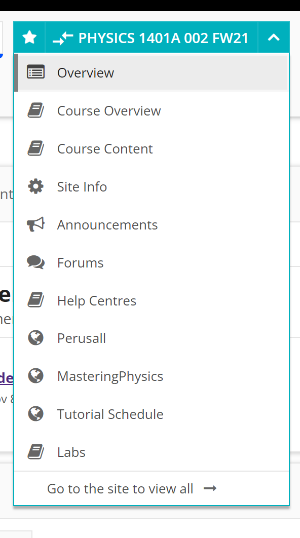 PHYSICS 1401A 002 FW21
Overview
Course Overview
Course Content
Site Info
Announcements
Forums
Help Centres
Perusall
MasteringPhysics
Tutorial Schedule
Labs
Go to the site to view all